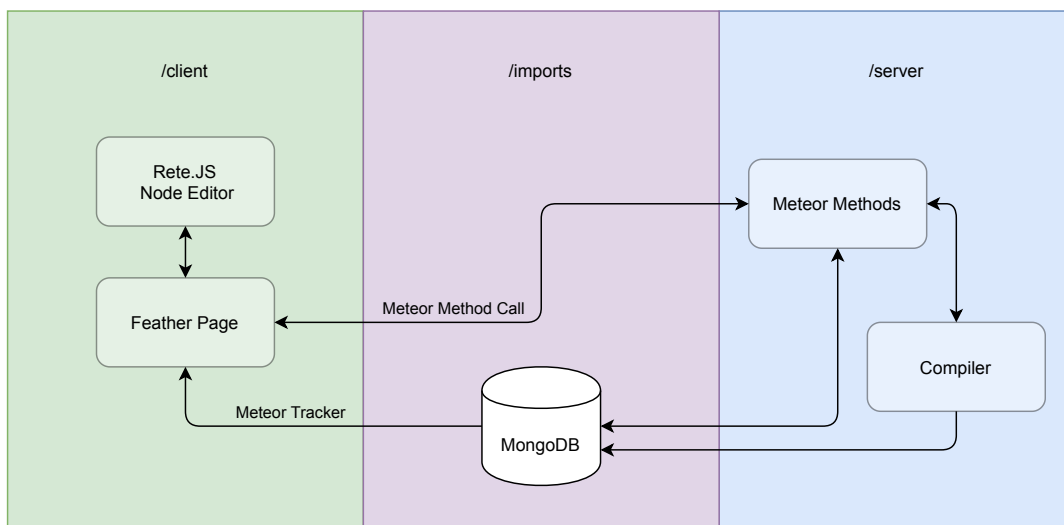 /client
/imports
/server
Rete.JS
Node Editor
Meteor Methods
Feather Page
Meteor Method Call
Compiler
Meteor Tracker
MongoDB